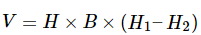 V = H × B × (H₁– H₂)